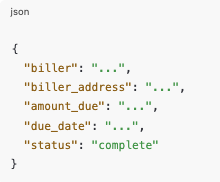 json
{
  "biller": "...",
  "biller_address": "...",
  "amount_due": "...",
  "due_date": "...",
  "status": "complete"
}